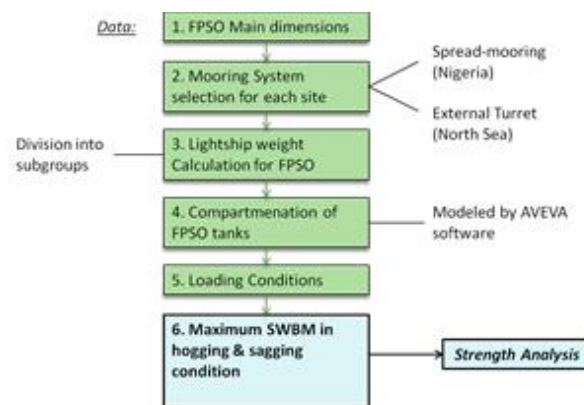 Data:
1. FPSO Main dimensions
2. Mooring System
selection for each site
Spread-mooring
(Nigeria)
External Turret
(North Sea)
Division into
subgroups
3. Lightship weight
Calculation for FPSO
4. Compartmenation of
FPSO tanks
Modeled by AVEVA
software
5. Loading Conditions
6. Maximum SWBM in
hogging & sagging
condition
Strength Analysis